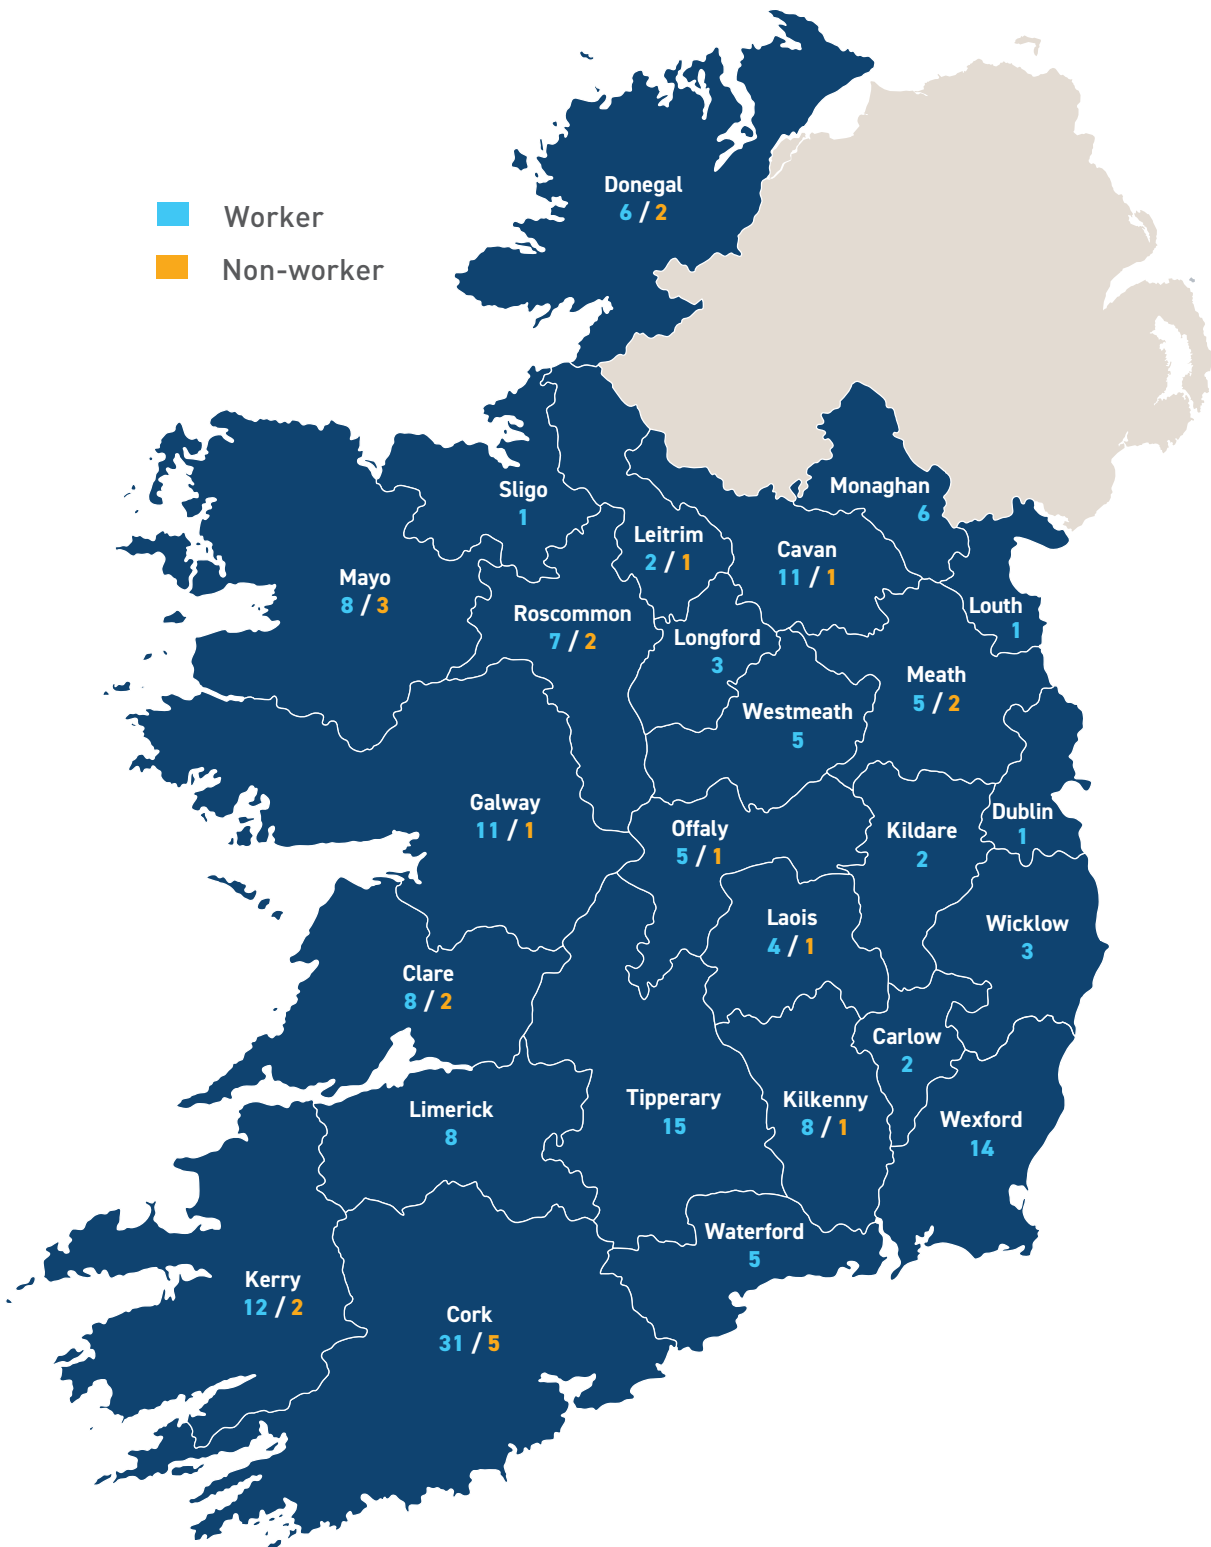 Donegal
6 / 2
Worker
Non-worker
Monaghan
6
Sligo
1
Leitrim
2 / 1
Cavan
11 / 1
Mayo
8 / 3
Louth
1
Roscommon
7 / 2
Longford
3
Meath
5 / 2
Westmeath
5
Galway
11 / 1
Offaly
5 / 1
Kildare
2
Dublin
1
Laois
4 / 1
Wicklow
3
Clare
8 / 2
Carlow
2
Limerick
8
Tipperary
15
Kilkenny
8 / 1
Wexford
14
Waterford
5
Kerry
12 / 2
Cork
31 / 5